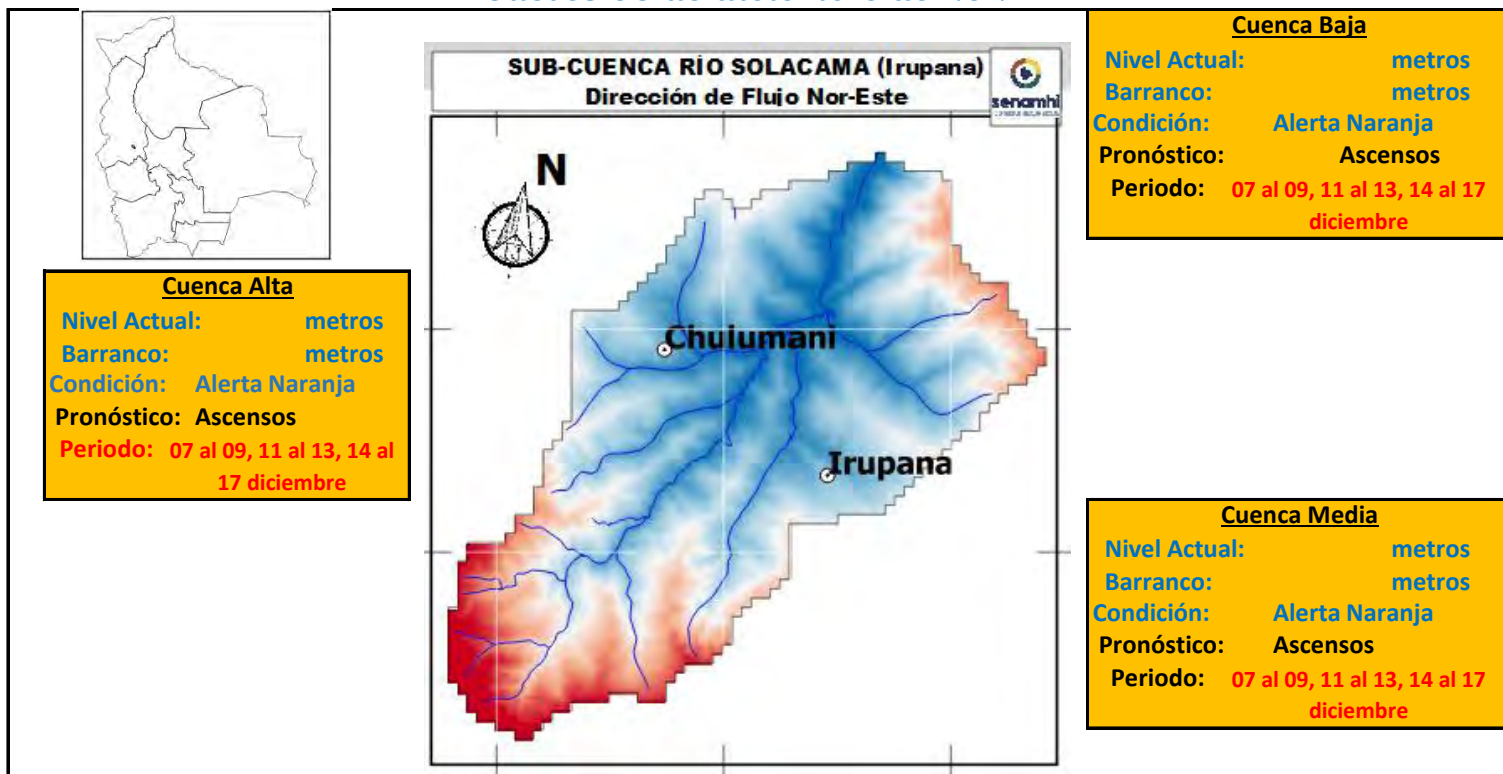 SUB-CUENCA RÍO SOLACAMA (Irupana)
Dirección de Flujo Nor-Este
senamhi
N
Chulumani
Irupana
Cuenca Alta
Nivel Actual: metros
Barranco: metros
Condición: Alerta Naranja
Pronóstico: Ascensos
Periodo: 07 al 09, 11 al 13, 14 al
17 diciembre
Cuenca Baja
Nivel Actual: metros
Barranco: metros
Condición: Alerta Naranja
Pronóstico: Ascensos
Periodo: 07 al 09, 11 al 13, 14 al 17
diciembre
Cuenca Media
Nivel Actual: metros
Barranco: metros
Condición: Alerta Naranja
Pronóstico: Ascensos
Periodo: 07 al 09, 11 al 13, 14 al 17
diciembre